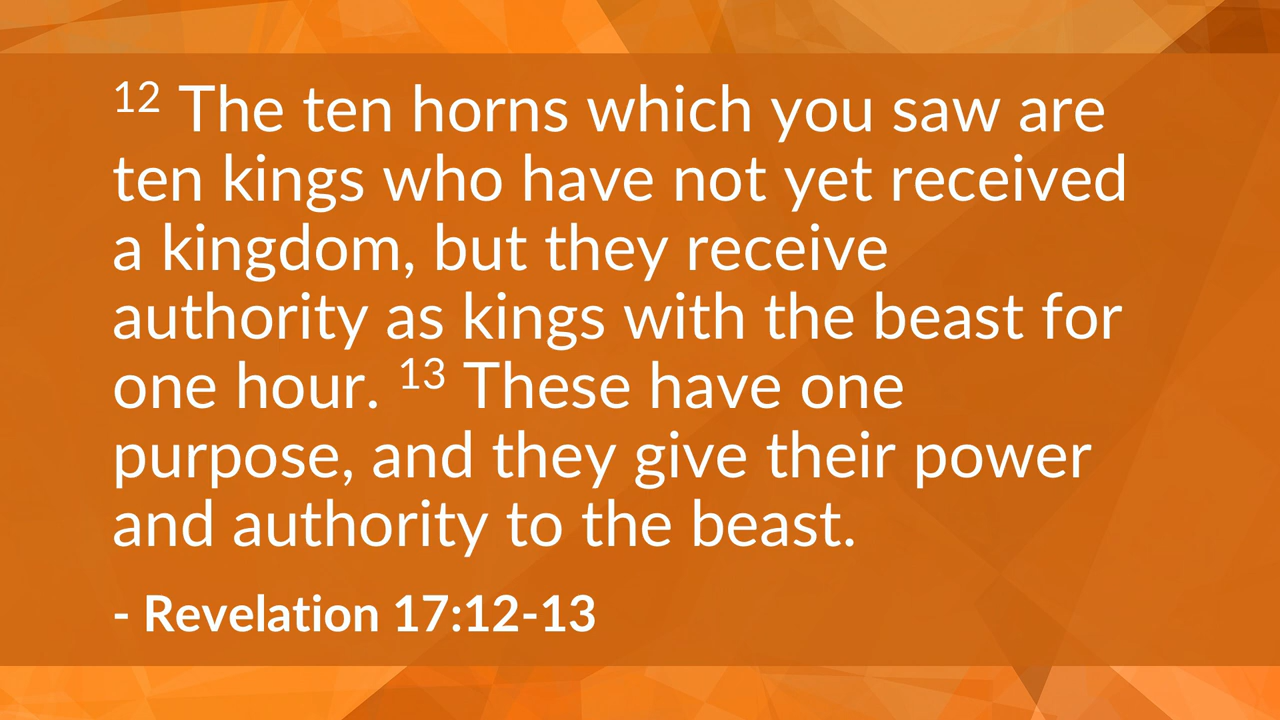 12 The ten horns which you saw are
ten kings who have not yet received
a kingdom, but they receive
authority as kings with the beast for
one hour. 13 These have one
purpose, and they give their power
and authority to the beast.
- Revelation 17:12-13